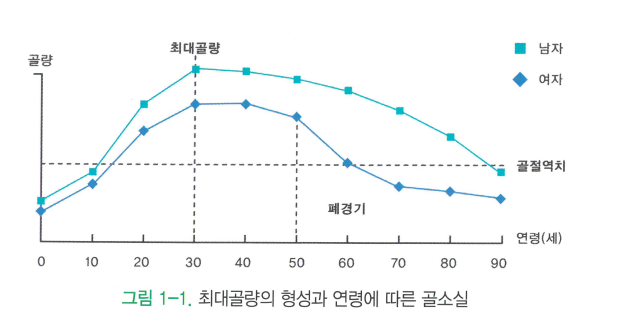 최대골량
골량
남자
여자
골절역치
폐경기
연령(세)
0 10 20 30 40 50 60 70 80 90
그림 1-1. 최대골량의 형성과 연령에 따른 골소실